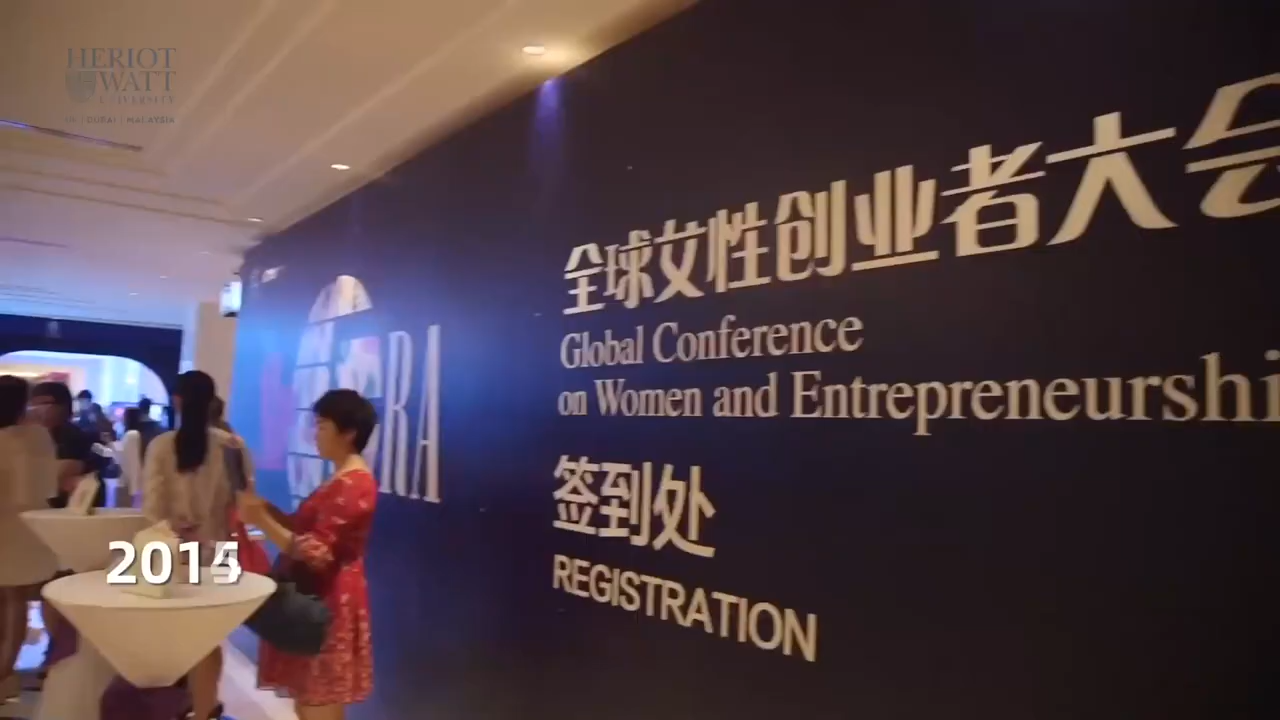 HERIOT
WATT
UNIVERSITY
UK | DUBAI | MALAYSIA
全球女性创业者大会
Global Conference
on Women and Entrepreneurshi
签到处
REGISTRATION
RA